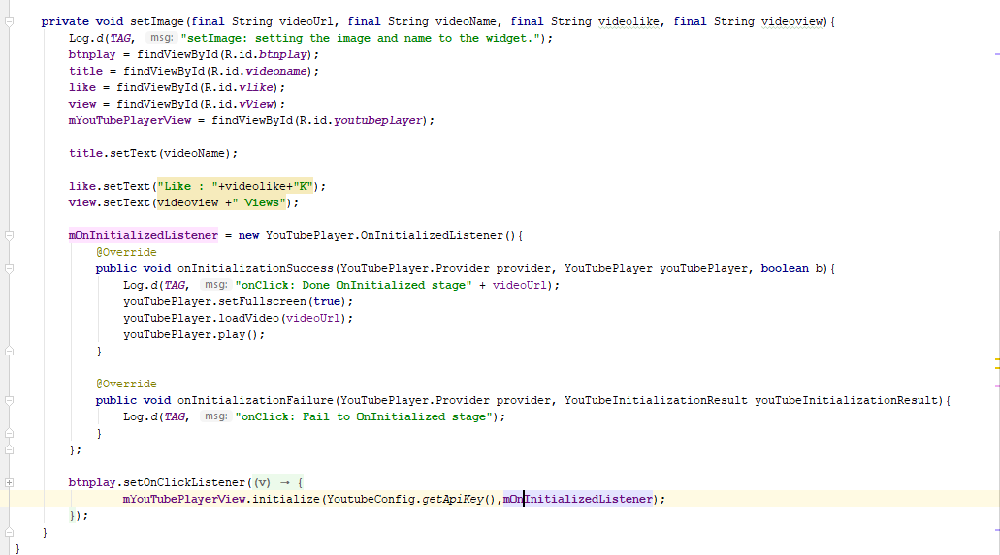 private void setImage(final String videoUrl, final String videoName, final String videolike, final String videoview){
Log.d(TAG, msg: "setImage: setting the image and name to the widget.");
btnplay = findViewById(R.id.btnplay);
title = findViewById(R.id.videoname);
like = findViewById(R.id.vlike);
view = findViewById(R.id.vView);
mYouTubePlayerView = findViewById(R.id.youtubeplayer);
title.setText(videoName);
like.setText("Like : "+videolike+"K");
view.setText(videoview +" Views");
mOnInitializedListener = new YouTubePlayer.OnInitializedListener(){
@Override
public void onInitializationSuccess(YouTubePlayer.Provider provider, YouTubePlayer youTubePlayer, boolean b){
Log.d(TAG, msg: "onClick: Done OnInitialized stage" + videoUrl);
youTubePlayer.setFullscreen(true);
youTubePlayer.loadVideo(videoUrl);
youTubePlayer.play();
}
@Override
public void onInitializationFailure(YouTubePlayer.Provider provider, YouTubeInitializationResult youTubeInitializationResult){
Log.d(TAG, msg: "onClick: Fail to OnInitialized stage");
}
};
btnplay.setOnClickListener((v) → {
mYouTubePlayerView.initialize(YoutubeConfig.getApiKey(),mOnInitializedListener);
});
}
}